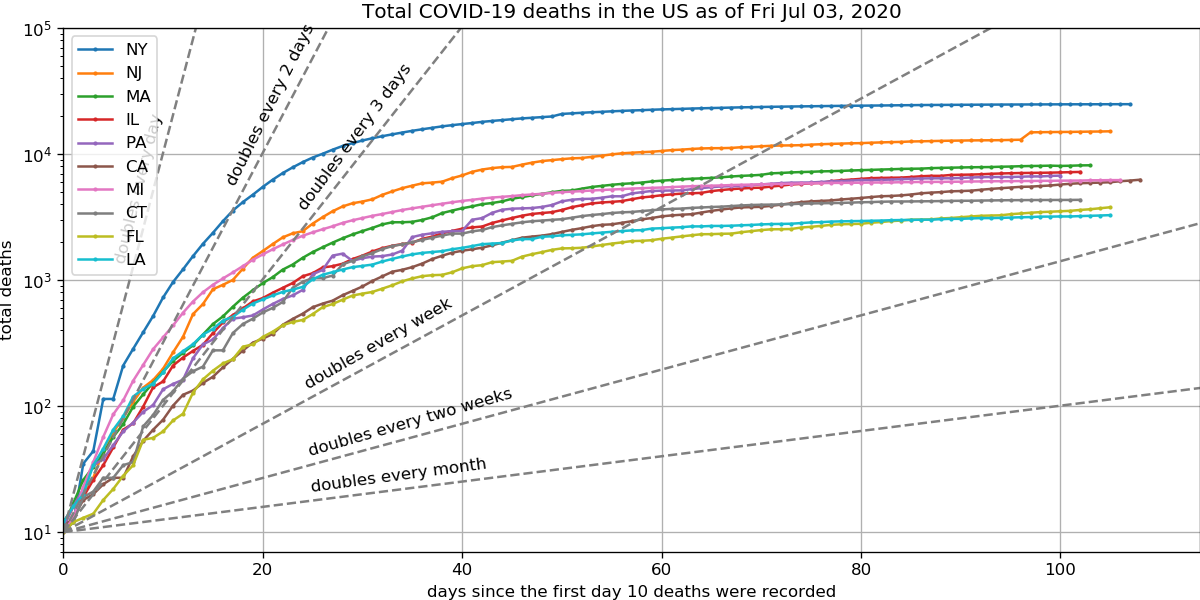 Total COVID-19 deaths in the US as of Fri Jul 03, 2020
total deaths
10^5
10^4
10^3
10^2
10^1
NY
NJ
MA
IL
PA
CA
MI
CT
FL
LA
doubles every day
doubles every 2 days
doubles every 3 days
doubles every week
doubles every two weeks
doubles every month
0 20 40 60 80 100
days since the first day 10 deaths were recorded